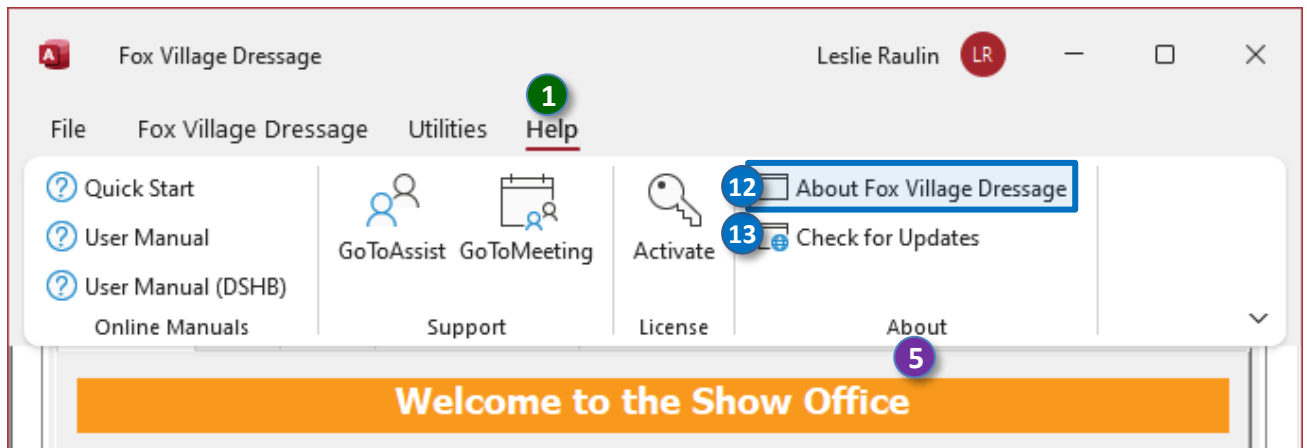 A Fox Village Dressage Leslie Raulin LR
1
File Fox Village Dressage Utilities Help
? Quick Start
? User Manual
? User Manual (DSHB)
Online Manuals
GoToAssist GoToMeeting
Support
Activate
License
12 About Fox Village Dressage
13 Check for Updates
About
5
Welcome to the Show Office